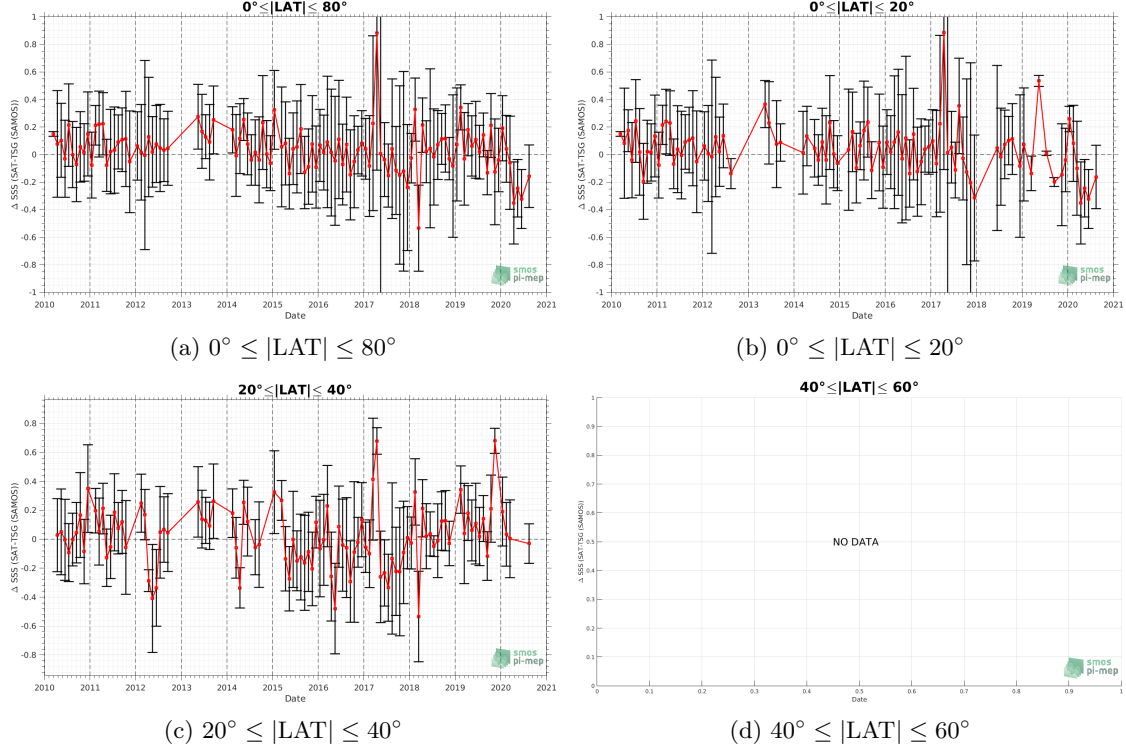 0°≤|LAT|≤ 80°
Δ SSS (SAT-TSG (SAMOS))
1
0.8
0.6
0.4
0.2
0
-0.2
-0.4
-0.6
-0.8
-1
2010 2011 2012 2013 2014 2015 2016 2017 2018 2019 2020 2021
Date
smos
pi-mep
(a) 0° ≤ |LAT| ≤ 80°
0°≤|LAT|≤ 20°
Δ SSS (SAT-TSG (SAMOS))
1
0.8
0.6
0.4
0.2
0
-0.2
-0.4
-0.6
-0.8
-1
2010 2011 2012 2013 2014 2015 2016 2017 2018 2019 2020 2021
Date
smos
pi-mep
(b) 0° ≤ |LAT| ≤ 20°
20°≤|LAT|≤ 40°
Δ SSS (SAT-TSG (SAMOS))
0.8
0.6
0.4
0.2
0
-0.2
-0.4
-0.6
-0.8
2010 2011 2012 2013 2014 2015 2016 2017 2018 2019 2020 2021
Date
smos
pi-mep
(c) 20° ≤ |LAT| ≤ 40°
40°≤|LAT|≤ 60°
Δ SSS (SAT-TSG (SAMOS))
1
0.9
0.8
0.7
0.6
0.5
0.4
0.3
0.2
0.1
0
NO DATA
0 0.1 0.2 0.3 0.4 0.5 0.6 0.7 0.8 0.9 1
Date
smos
pi-mep
(d) 40° ≤ |LAT| ≤ 60°